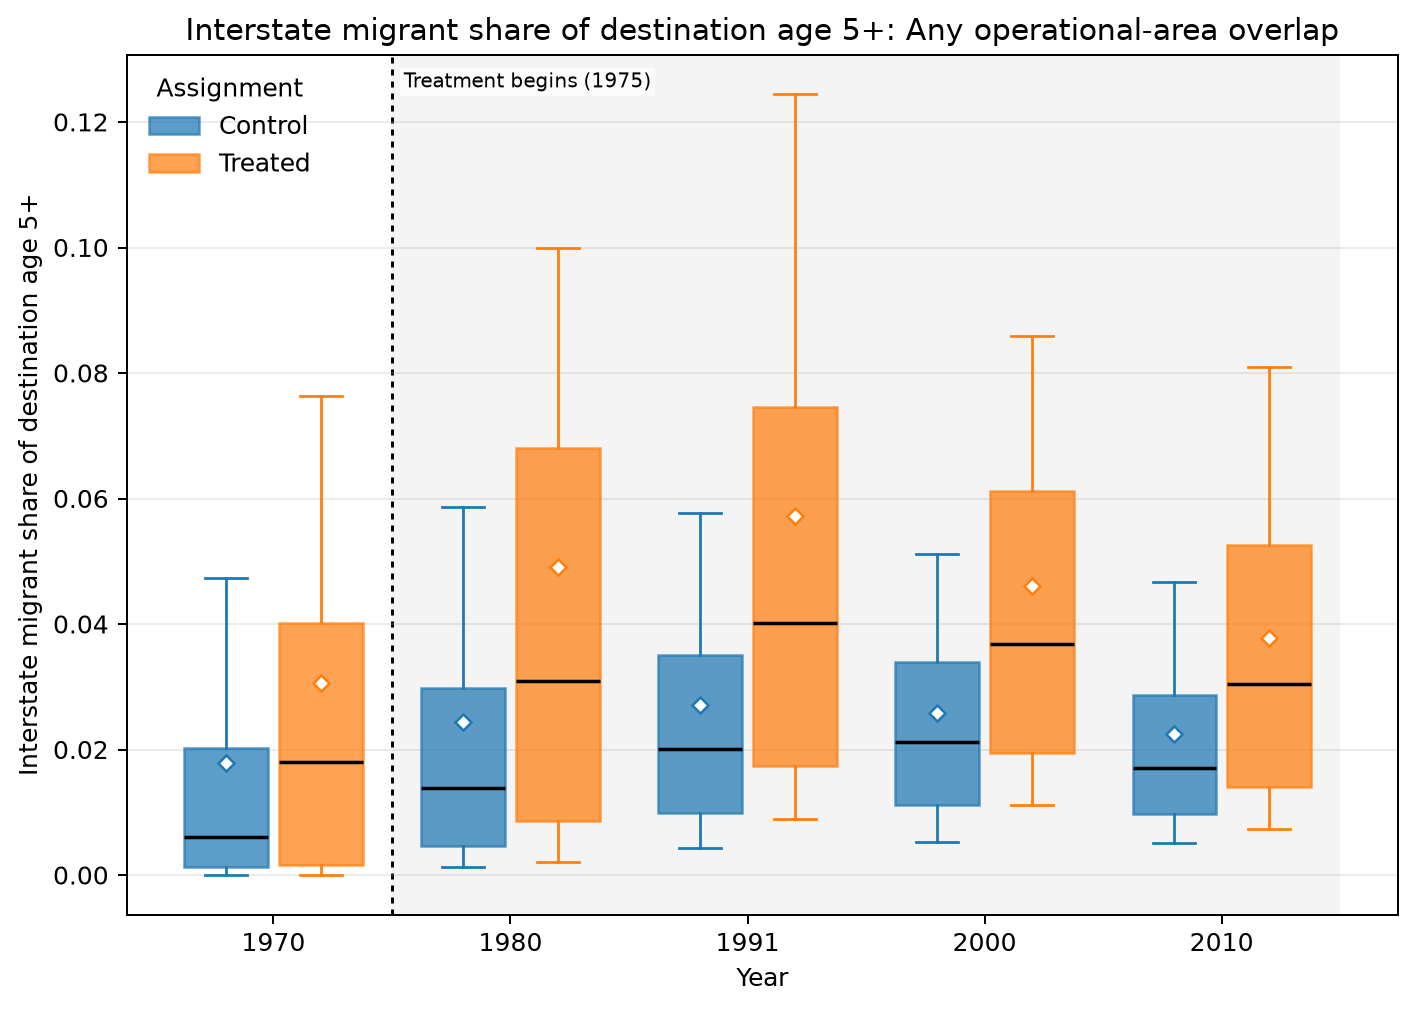 Interstate migrant share of destination age 5+: Any operational-area overlap
Treatment begins (1975)
Assignment
Control
Treated
Interstate migrant share of destination age 5+
0.12
0.10
0.08
0.06
0.04
0.02
0.00
1970 1980 1991 2000 2010
Year